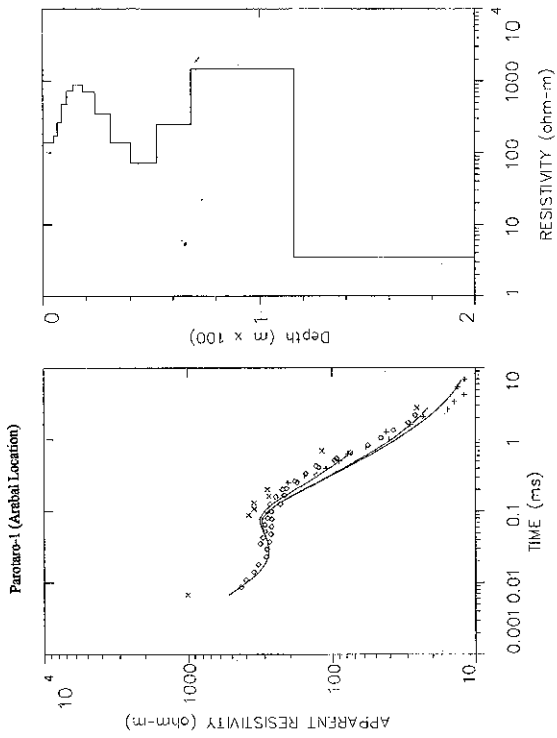 Parotaro-1 (Arabal Location)
APPARENT RESISTIVITY (ohm-m)
10 4
1000
100
10
0.001 0.01 0.1 1 10
TIME (ms)
Depth (m x 100)
0
1
2
1 10 100 1000 10 4
RESISTIVITY (ohm-m)